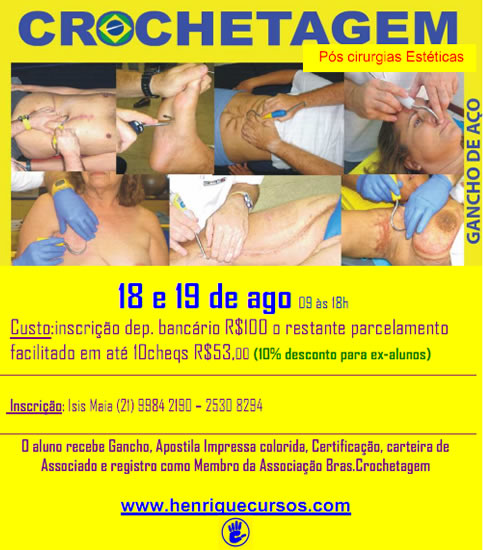 CROCHETAGEM
Pós cirurgias Estéticas
GANCHO DE AÇO
18 e 19 de ago 09 às 18h
Custo:inscrição dep. bancário R$100 o restante parcelamento
facilitado em até 10cheqs R$53,00 (10% desconto para ex-alunos)
Inscrição: Isis Maia (21) 9984 2190 - 2530 8294
O aluno recebe Gancho, Apostila Impressa colorida, Certificação, carteira de
Associado e registro como Membro da Associação Bras.Crochetagem
www.henriquecursos.com